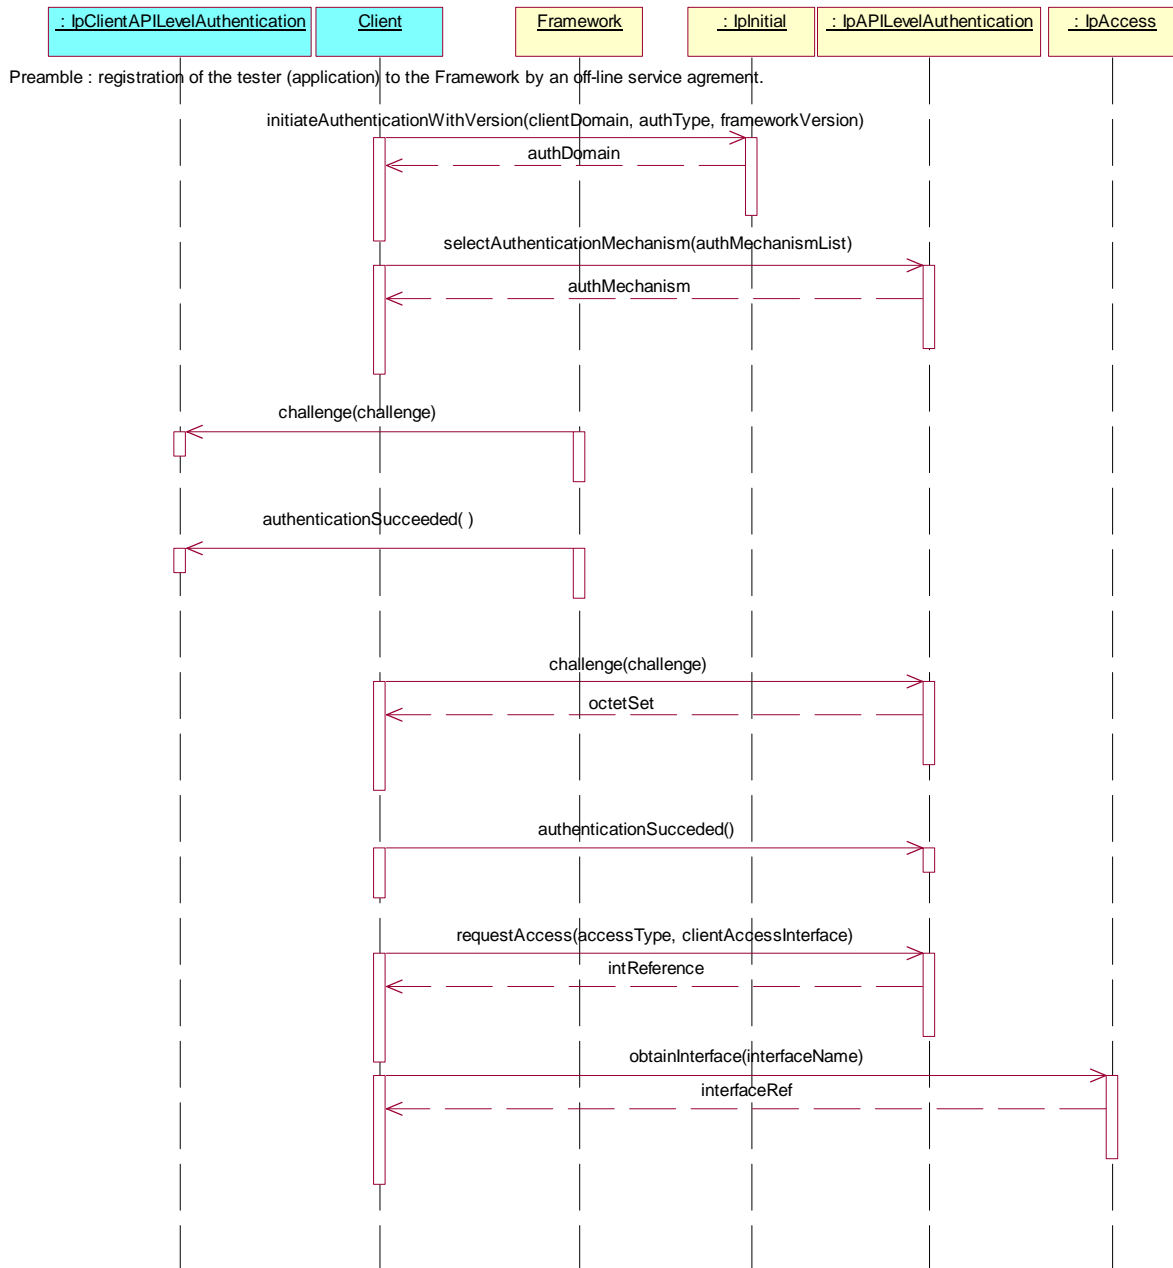 : IpClientAPILevelAuthentication
Client
Framework
: IpInitial
: IpAPILevelAuthentication
: IpAccess
Preamble : registration of the tester (application) to the Framework by an off-line service agrement.
initiateAuthenticationWithVersion(clientDomain, authType, frameworkVersion)
authDomain
selectAuthenticationMechanism(authMechanismList)
authMechanism
challenge(challenge)
authenticationSucceeded( )
challenge(challenge)
octetSet
authenticationSucceded()
requestAccess(accessType, clientAccessInterface)
intReference
obtainInterface(interfaceName)
interfaceRef